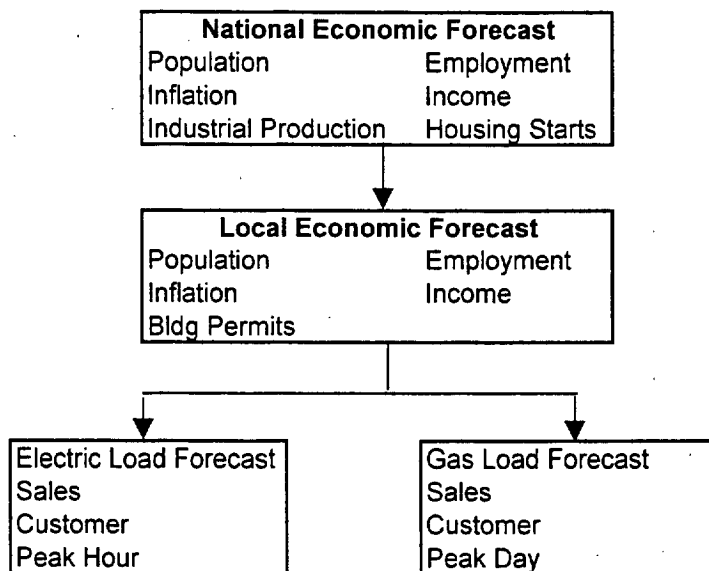 National Economic Forecast
Population Employment
Inflation Income
Industrial Production Housing Starts
Local Economic Forecast
Population Employment
Inflation Income
Bldg Permits
Electric Load Forecast
Sales
Customer
Peak Hour
Gas Load Forecast
Sales
Customer
Peak Day